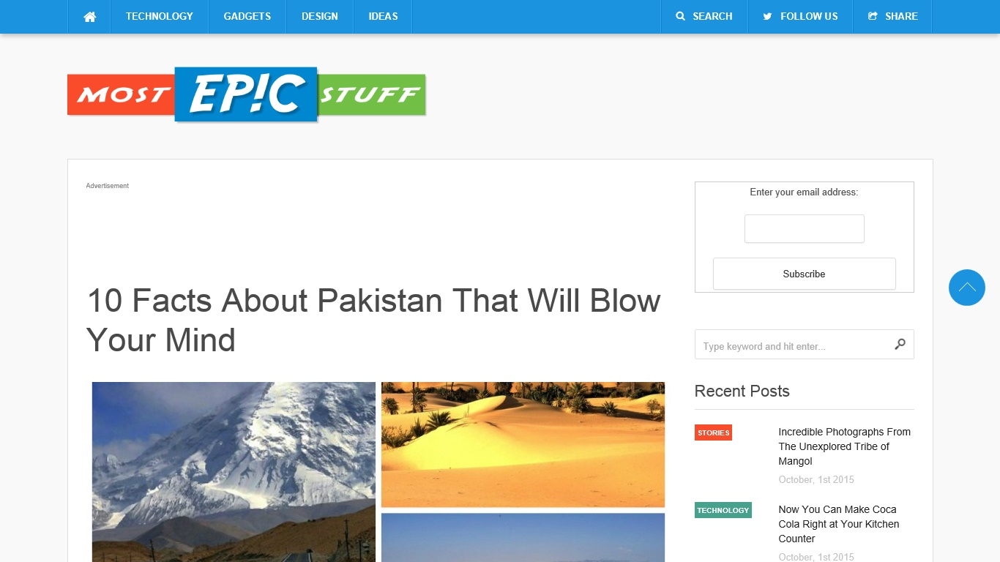 TECHNOLOGY
GADGETS
DESIGN
IDEAS
SEARCH
FOLLOW US
SHARE
MOST EP!C STUFF
Advertisement
10 Facts About Pakistan That Will Blow
Your Mind
Enter your email address:
Subscribe
Type keyword and hit enter...
Recent Posts
STORIES
Incredible Photographs From
The Unexplored Tribe of
Mangol
October, 1st 2015
TECHNOLOGY
Now You Can Make Coca
Cola Right at Your Kitchen
Counter
October, 1st 2015